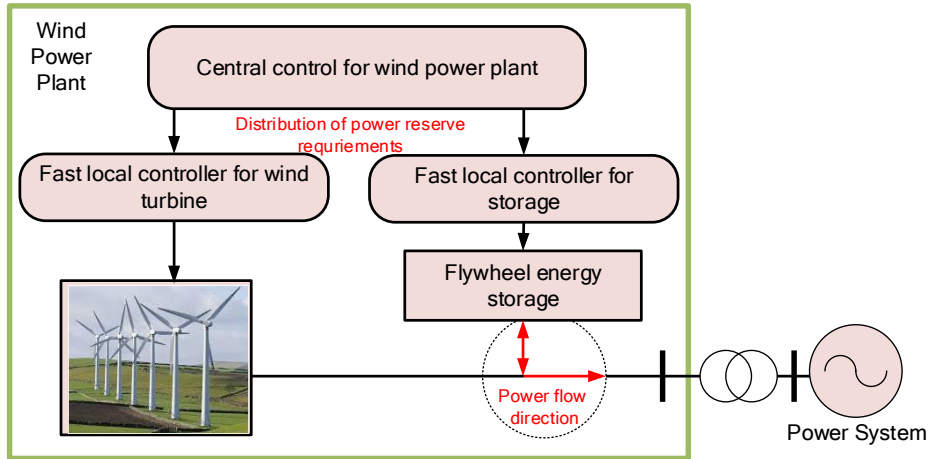 Wind
Power
Plant
Central control for wind power plant
Distribution of power reserve
requriements
Fast local controller for wind
turbine
Fast local controller for
storage
Flywheel energy
storage
Power flow
direction
Power System